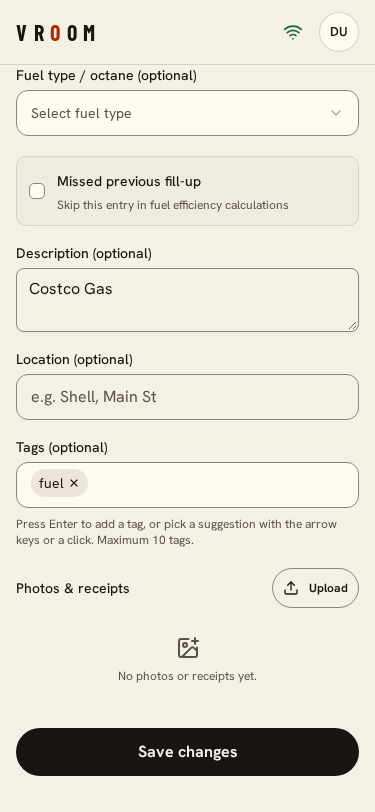 VROOM
DU
Fuel type / octane (optional)
Select fuel type
Missed previous fill-up
Skip this entry in fuel efficiency calculations
Description (optional)
Costco Gas
Location (optional)
e.g. Shell, Main St
Tags (optional)
fuel ✕
Press Enter to add a tag, or pick a suggestion with the arrow
keys or a click. Maximum 10 tags.
Photos & receipts
Upload
No photos or receipts yet.
Save changes